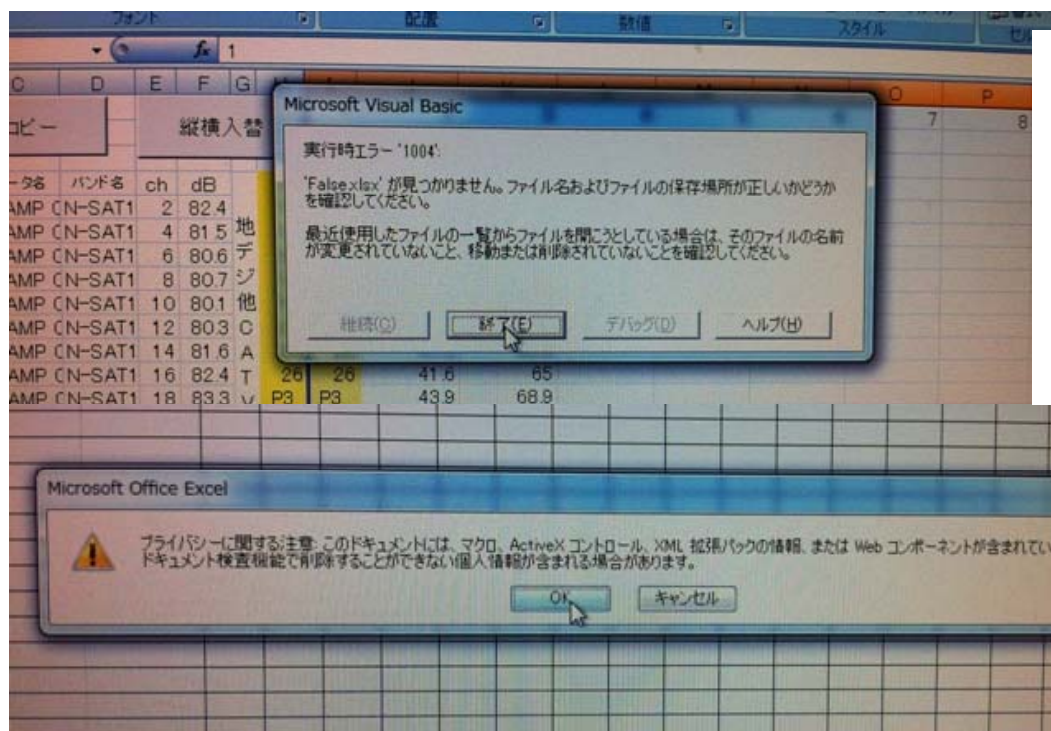 フォント 配置 数値 スタイル
fx 1
C D E F G O P
コピー 縦横入替 7 8
Microsoft Visual Basic
実行時エラー '1004':
'False.xlsx' が見つかりません。ファイル名およびファイルの保存場所が正しいかどうか
を確認してください。
最近使用したファイルの一覧からファイルを開こうとしている場合は、そのファイルの名前
が変更されていないこと、移動または削除されていないことを確認してください。
継続(C) 終了(E) デバッグ(D) ヘルプ(H)
ータ名 バンド名 ch dB
AMP (N-SAT1 2 82.4
AMP (N-SAT1 4 81.5 地
AMP (N-SAT1 6 80.6 デ
AMP (N-SAT1 8 80.7 ジ
AMP (N-SAT1 10 80.1 他
AMP (N-SAT1 12 80.3 C
AMP (N-SAT1 14 81.6 A
AMP (N-SAT1 16 82.4 T 26 26 41.6 65
AMP (N-SAT1 18 83.3 V P3 P3 43.9 68.9
Microsoft Office Excel
プライバシーに関する注意: このドキュメントには、マクロ、ActiveX コントロール、XML 拡張パックの情報、または Web コンポーネントが含まれてい
ドキュメント検査機能で削除することができない個人情報が含まれる場合があります。
OK キャンセル